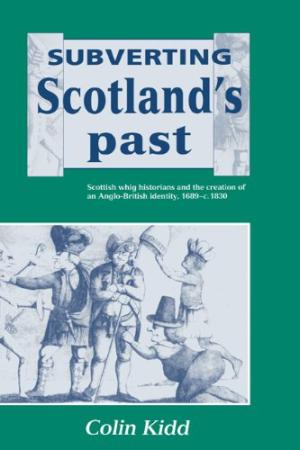 SUBVERTING
Scotland's
past
Scottish whig historians and the creation of
an Anglo-British identity, 1689–c. 1830
Colin Kidd